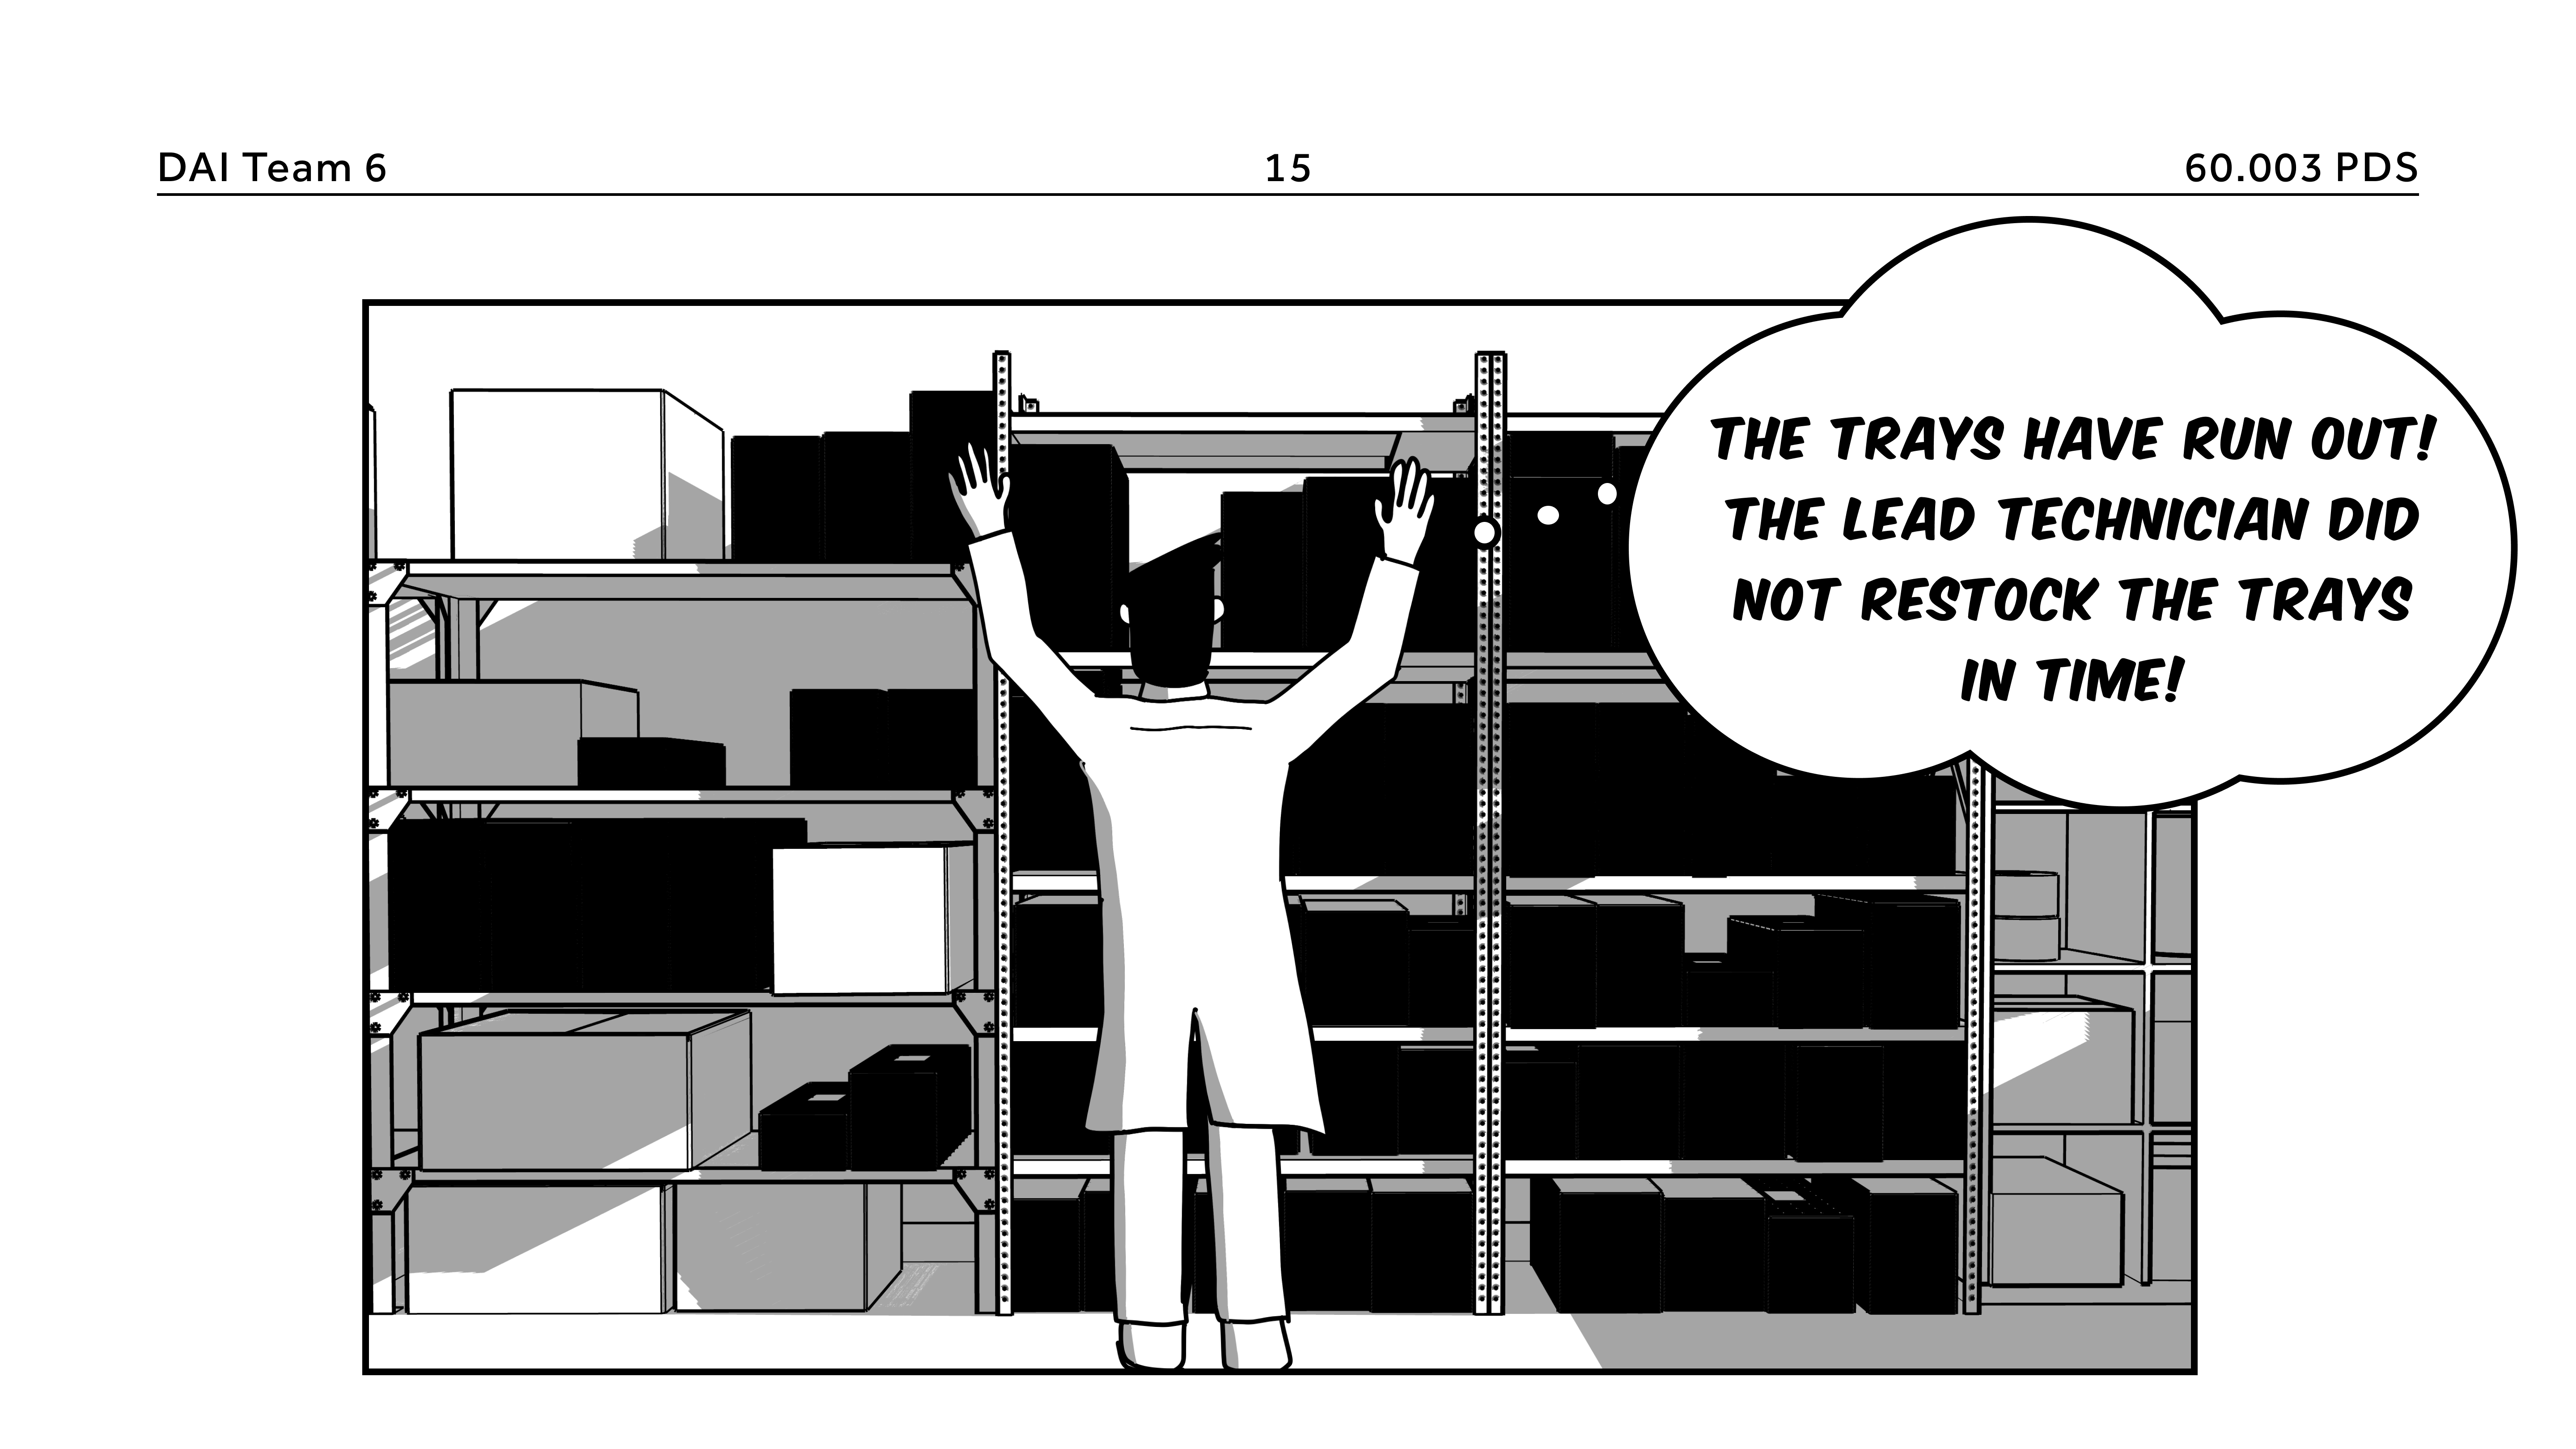 DAI Team 6
15
60.003 PDS
THE TRAYS HAVE RUN OUT!
THE LEAD TECHNICIAN DID
NOT RESTOCK THE TRAYS
IN TIME!